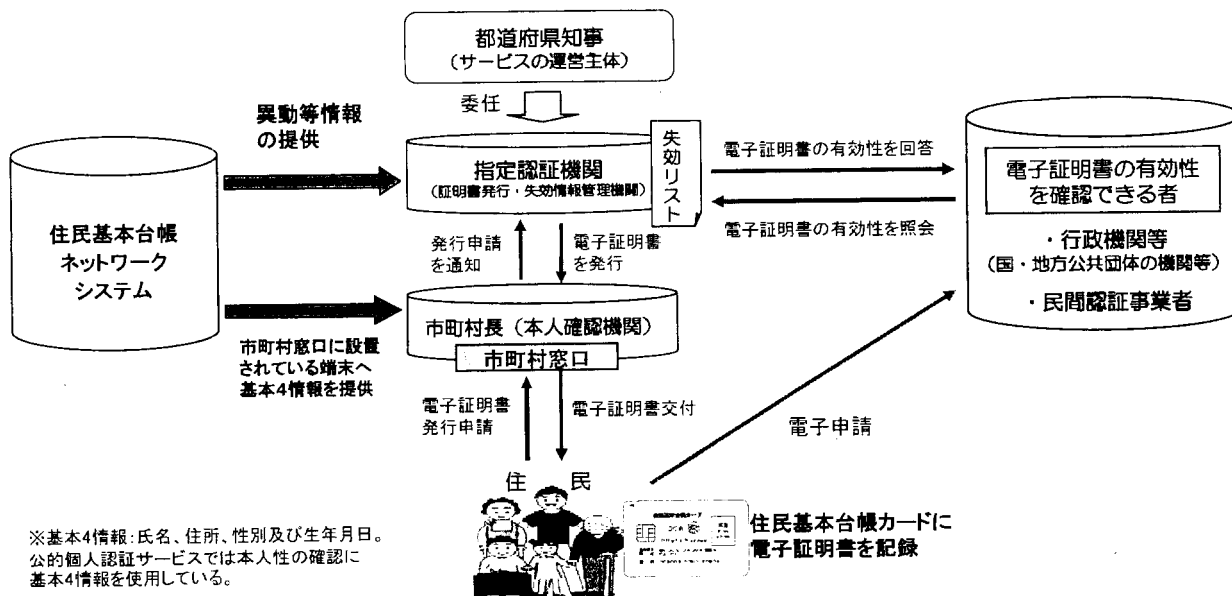 都道府県知事
（サービスの運営主体）
委任
異動等情報
の提供
指定認証機関
（証明書発行・失効情報管理機関）
失効リスト
電子証明書の有効性を回答
電子証明書の有効性を照会
電子証明書の有効性
を確認できる者
・行政機関等
（国・地方公共団体の機関等）
・民間認証事業者
住民基本台帳
ネットワーク
システム
発行申請
を通知
電子証明書
を発行
市町村長（本人確認機関）
市町村窓口
市町村窓口に設置
されている端末へ
基本4情報を提供
電子証明書
発行申請
電子証明書交付
電子申請
住 民
住民基本台帳カードに
電子証明書を記録
※基本4情報：氏名、住所、性別及び生年月日。
公的個人認証サービスでは本人性の確認に
基本4情報を使用している。